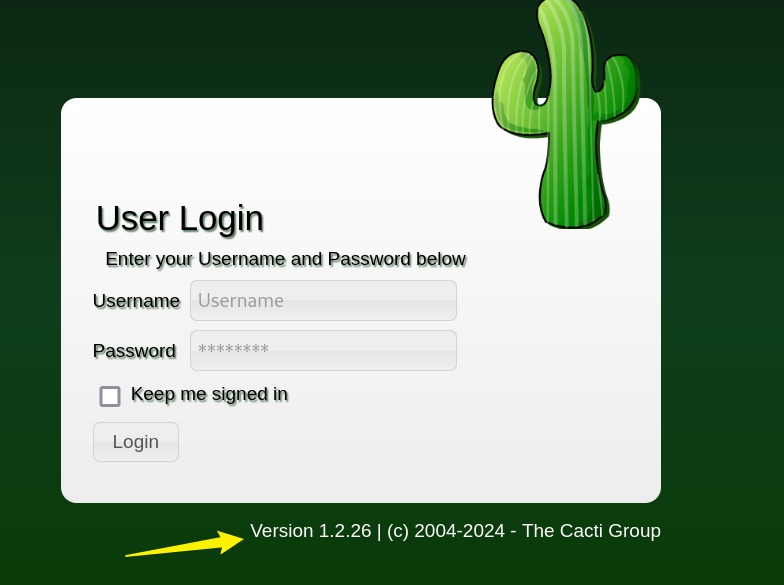 User Login
Enter your Username and Password below
Username Username
Password ********
Keep me signed in
Login
Version 1.2.26 | (c) 2004-2024 - The Cacti Group